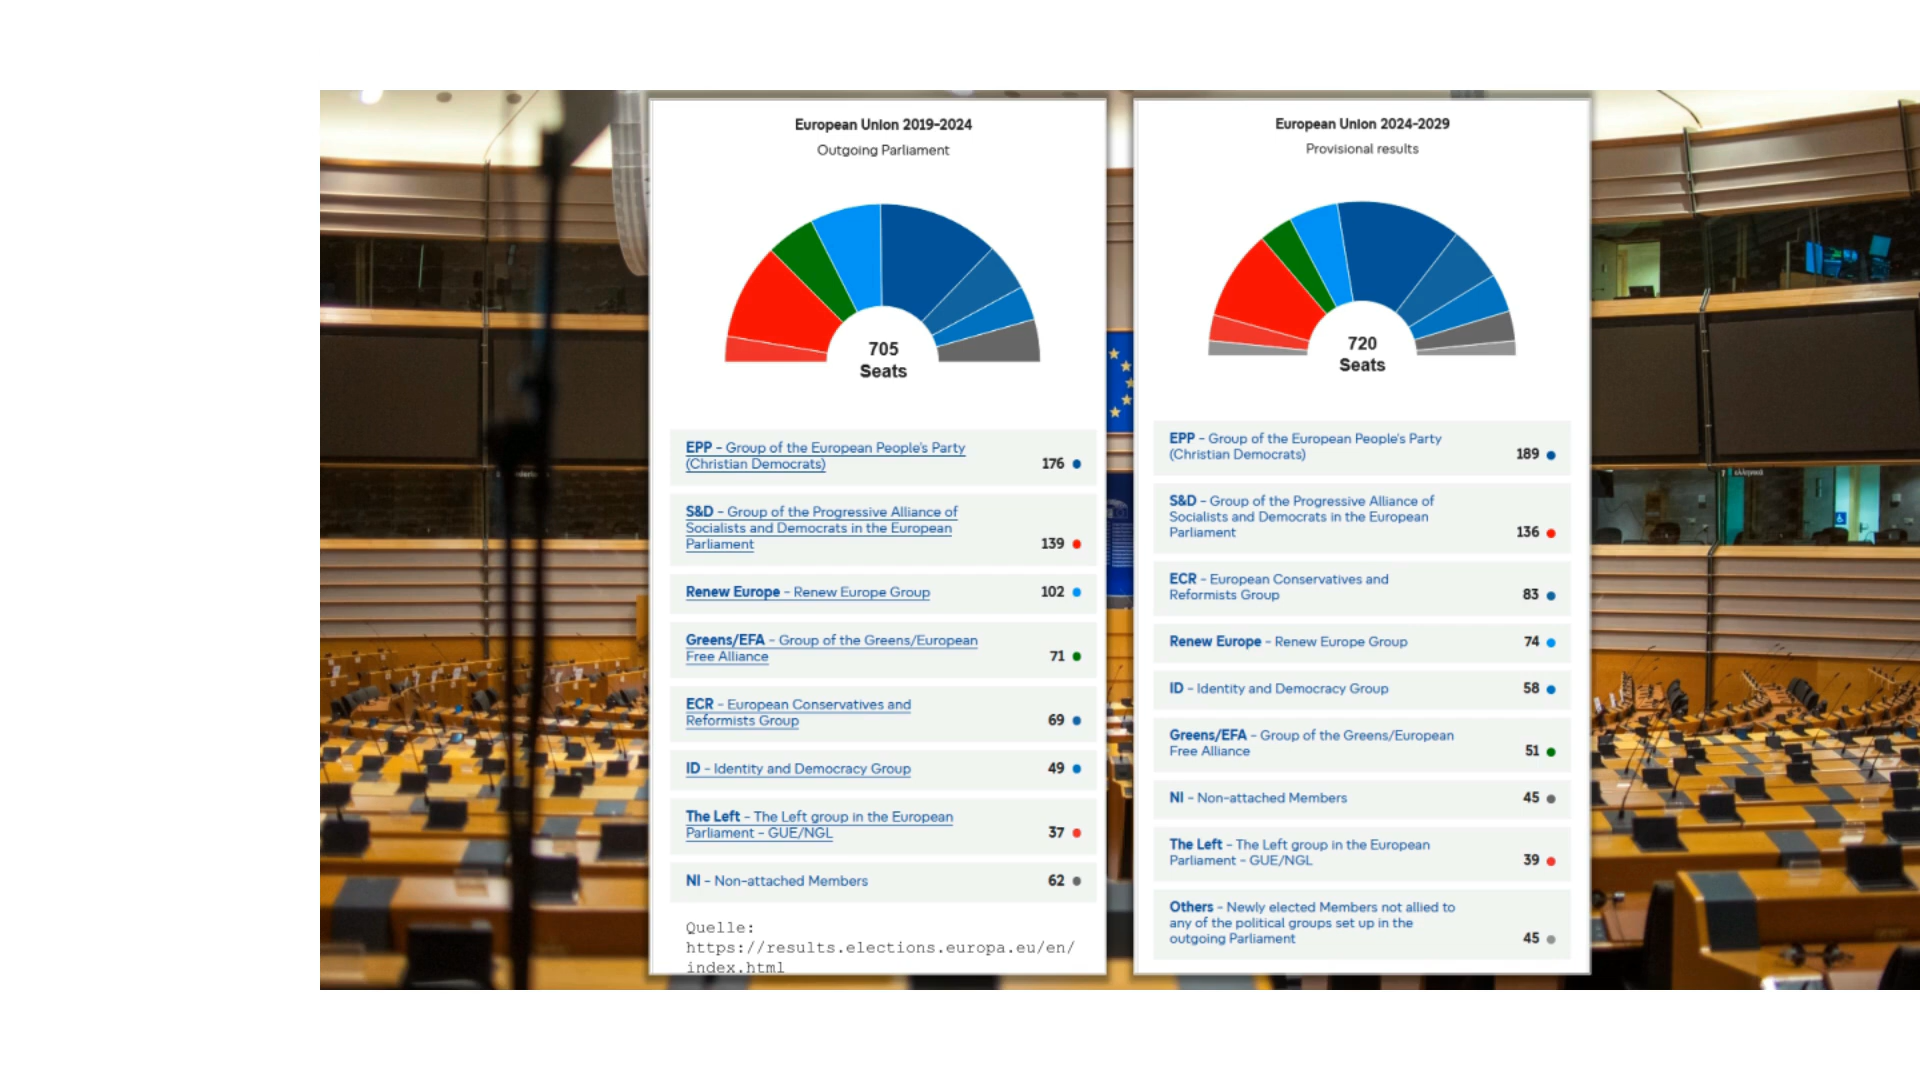 European Union 2019-2024
Outgoing Parliament
705
Seats
EPP - Group of the European People's Party
(Christian Democrats)
176
S&D - Group of the Progressive Alliance of
Socialists and Democrats in the European
Parliament
139
Renew Europe - Renew Europe Group
102
Greens/EFA - Group of the Greens/European
Free Alliance
71
ECR - European Conservatives and
Reformists Group
69
ID - Identity and Democracy Group
49
The Left - The Left group in the European
Parliament - GUE/NGL
37
NI - Non-attached Members
62
Quelle:
https://results.elections.europa.eu/en/
index.html
European Union 2024-2029
Provisional results
720
Seats
EPP - Group of the European People's Party
(Christian Democrats)
189
S&D - Group of the Progressive Alliance of
Socialists and Democrats in the European
Parliament
136
ECR - European Conservatives and
Reformists Group
83
Renew Europe - Renew Europe Group
74
ID - Identity and Democracy Group
58
Greens/EFA - Group of the Greens/European
Free Alliance
51
NI - Non-attached Members
45
The Left - The Left group in the European
Parliament - GUE/NGL
39
Others - Newly elected Members not allied to
any of the political groups set up in the
outgoing Parliament
45